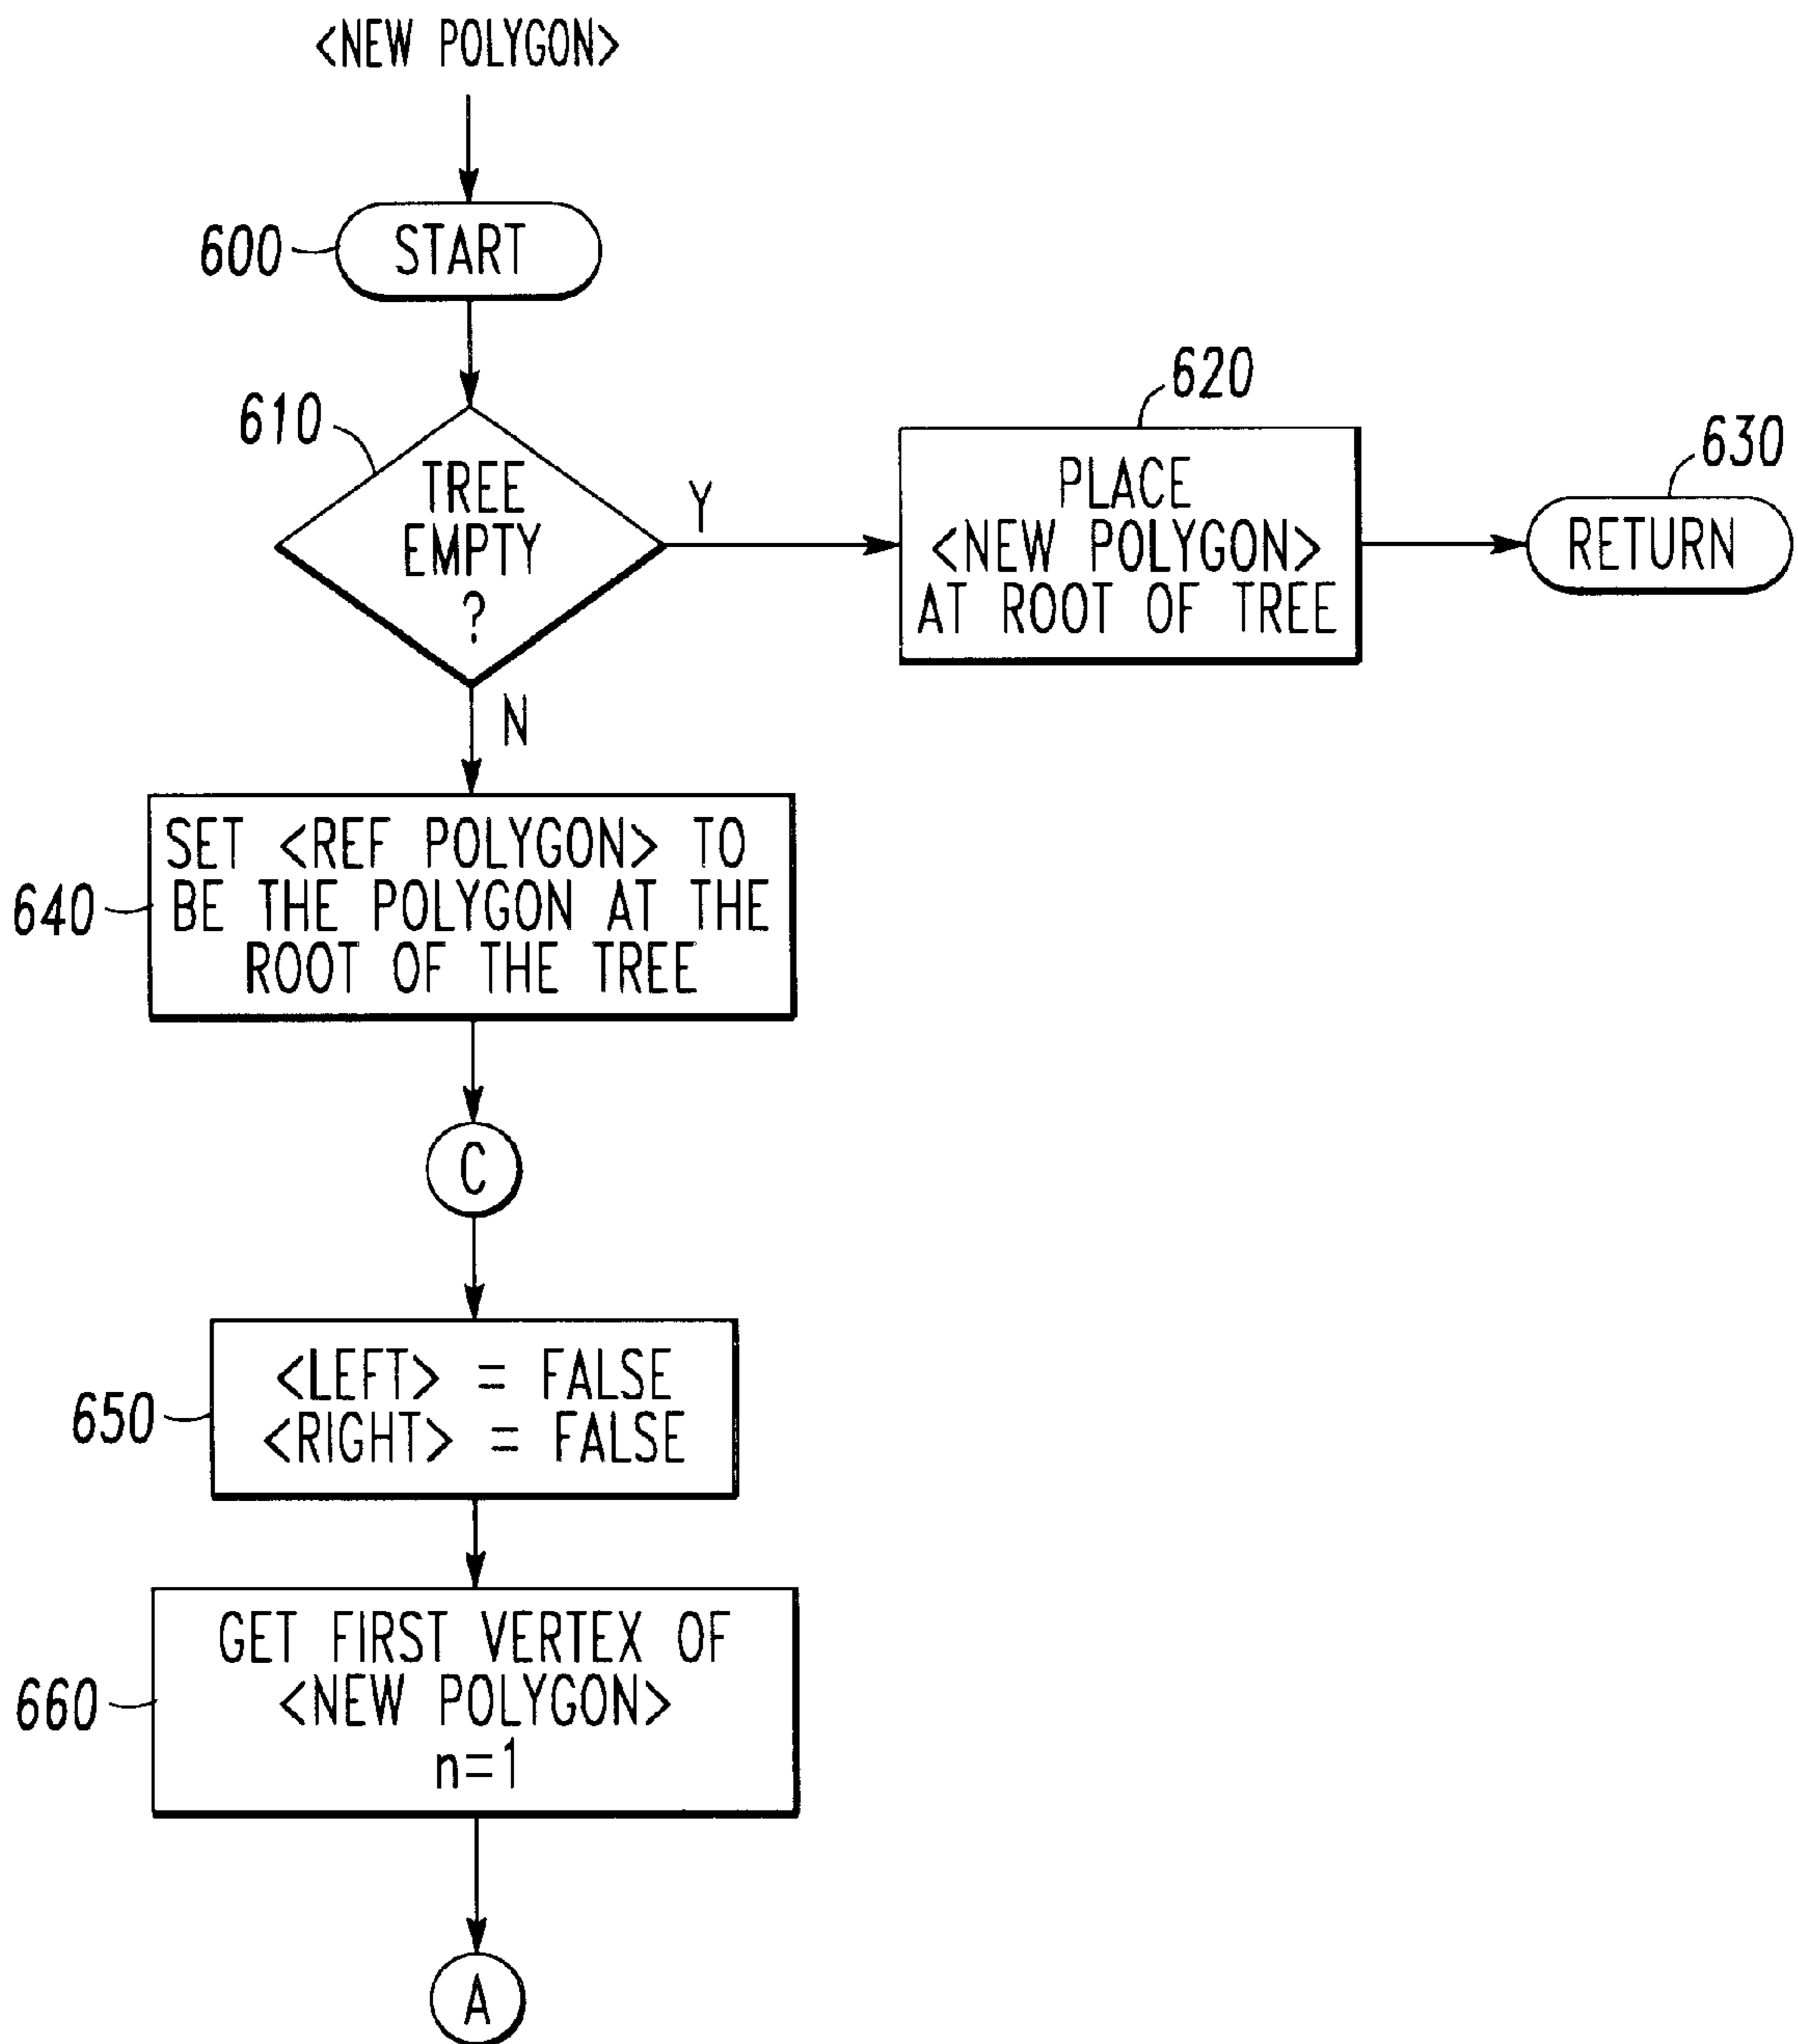 <NEW POLYGON>
600
START
610
TREE
EMPTY
?
Y
620
PLACE
<NEW POLYGON>
AT ROOT OF TREE
630
RETURN
N
640
SET <REF POLYGON> TO
BE THE POLYGON AT THE
ROOT OF THE TREE
C
650
<LEFT> = FALSE
<RIGHT> = FALSE
660
GET FIRST VERTEX OF
<NEW POLYGON>
n=1
A